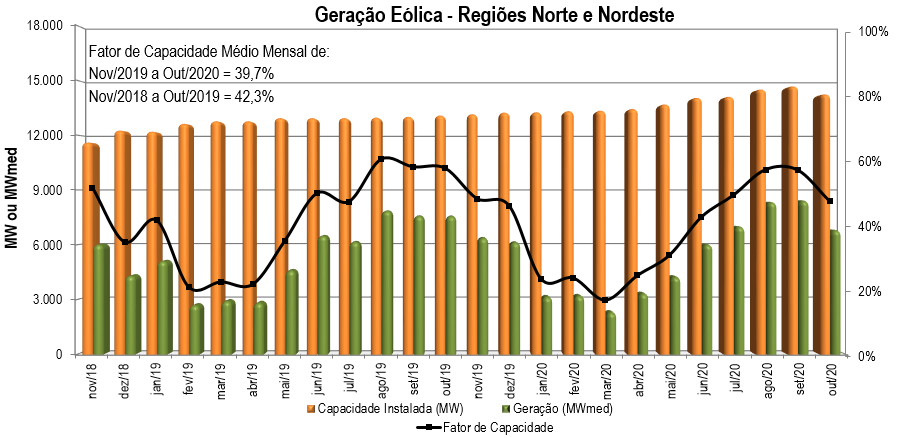 Geração Eólica - Regiões Norte e Nordeste
Fator de Capacidade Médio Mensal de:
Nov/2019 a Out/2020 = 39,7%
Nov/2018 a Out/2019 = 42,3%
MW ou MWmed
18.000
15.000
12.000
9.000
6.000
3.000
0
100%
80%
60%
40%
20%
0%
nov/18
dez/18
jan/19
fev/19
mar/19
abr/19
mai/19
jun/19
jul/19
ago/19
set/19
out/19
nov/19
dez/19
jan/20
fev/20
mar/20
abr/20
mai/20
jun/20
jul/20
ago/20
set/20
out/20
Capacidade Instalada (MW)
Geração (MWmed)
Fator de Capacidade